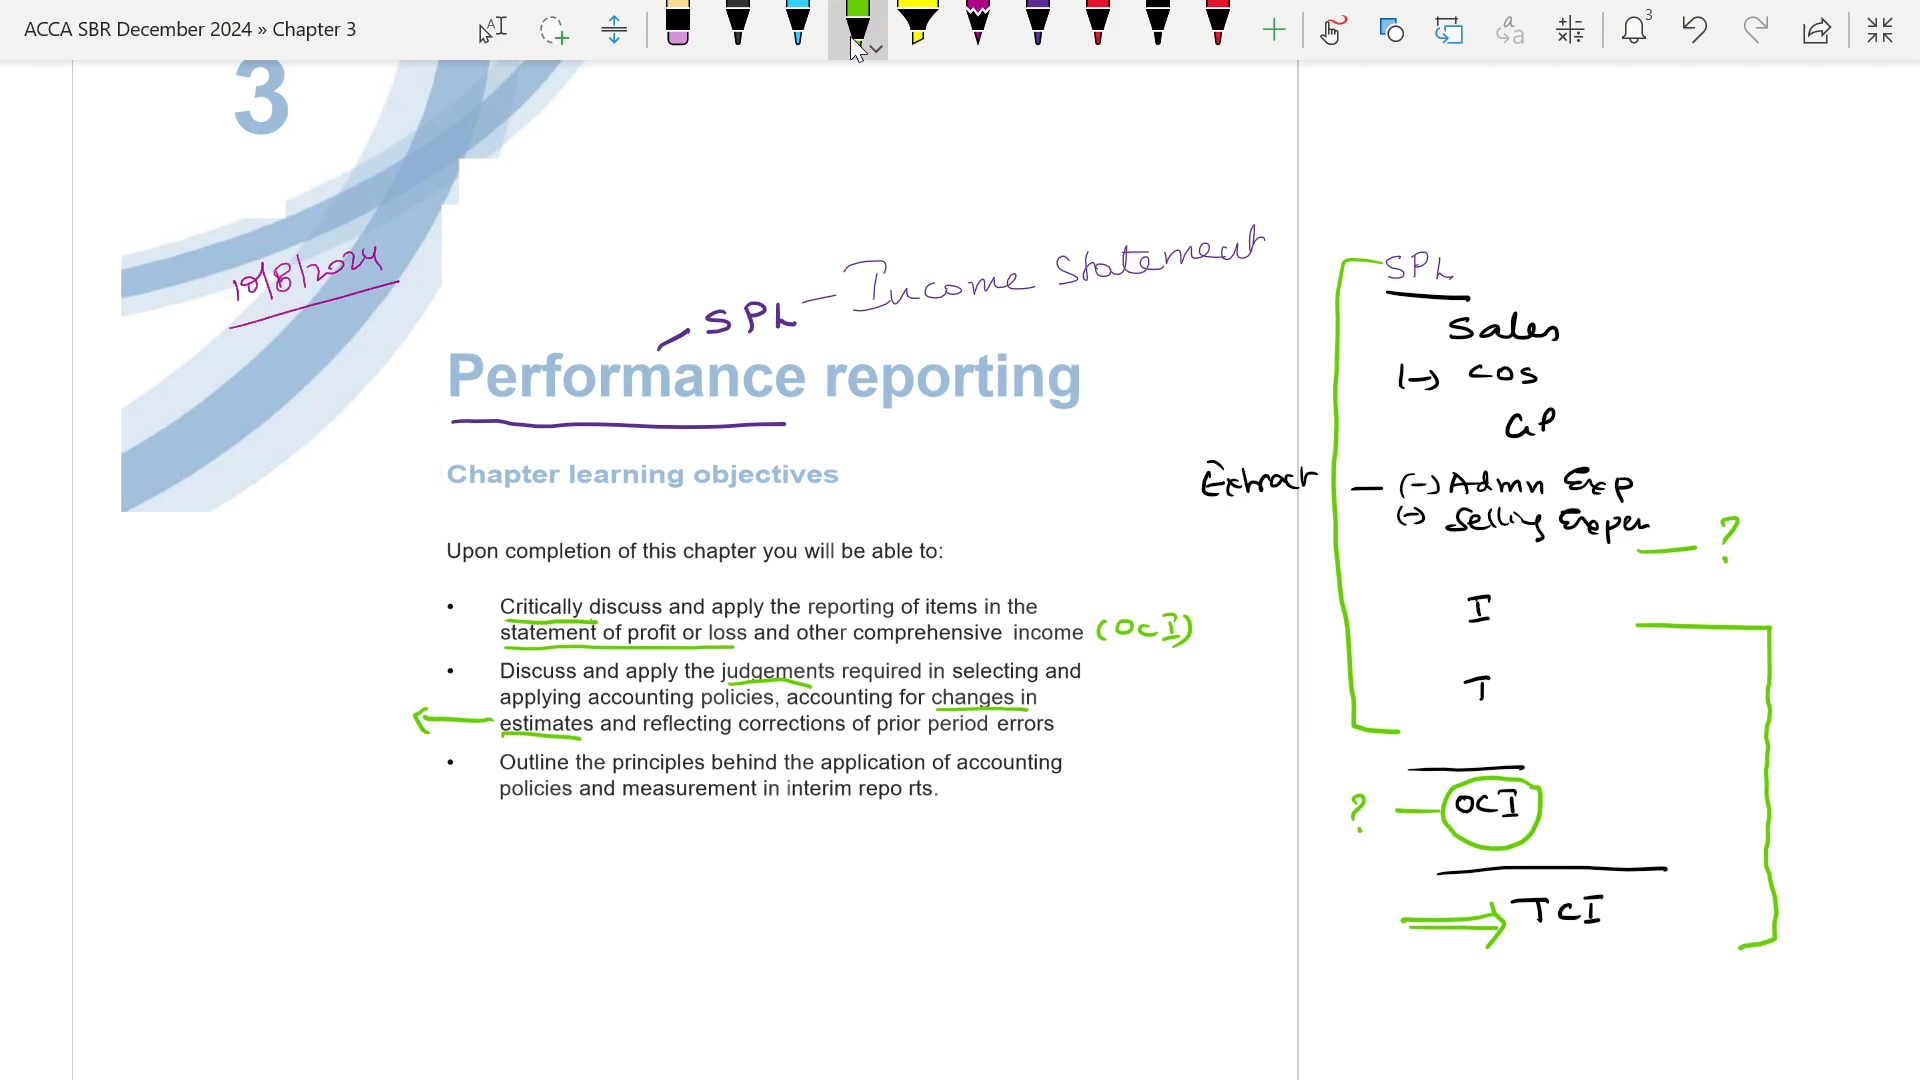 ACCA SBR December 2024 » Chapter 3
3
3
10/8/2024
SPL - Income Statement
Performance reporting
Chapter learning objectives
Upon completion of this chapter you will be able to:
• Critically discuss and apply the reporting of items in the
statement of profit or loss and other comprehensive income (OCI)
• Discuss and apply the judgements required in selecting and
applying accounting policies, accounting for changes in
estimates and reflecting corrections of prior period errors
• Outline the principles behind the application of accounting
policies and measurement in interim repo rts.
SPL
Sales
(-) COS
GP
Extract — (-) Admn Exp
(-) Selling Expen
?
I
T
? OCI
TCI